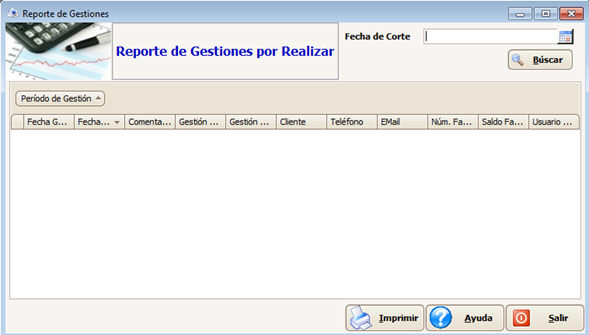 Reporte de Gestiones
Reporte de Gestiones por Realizar
Fecha de Corte
Búscar
Período de Gestión
Fecha G... Fecha... Comenta... Gestión ... Gestión ... Cliente Teléfono EMail Núm. Fa... Saldo Fa... Usuario ...
Imprimir Ayuda Salir